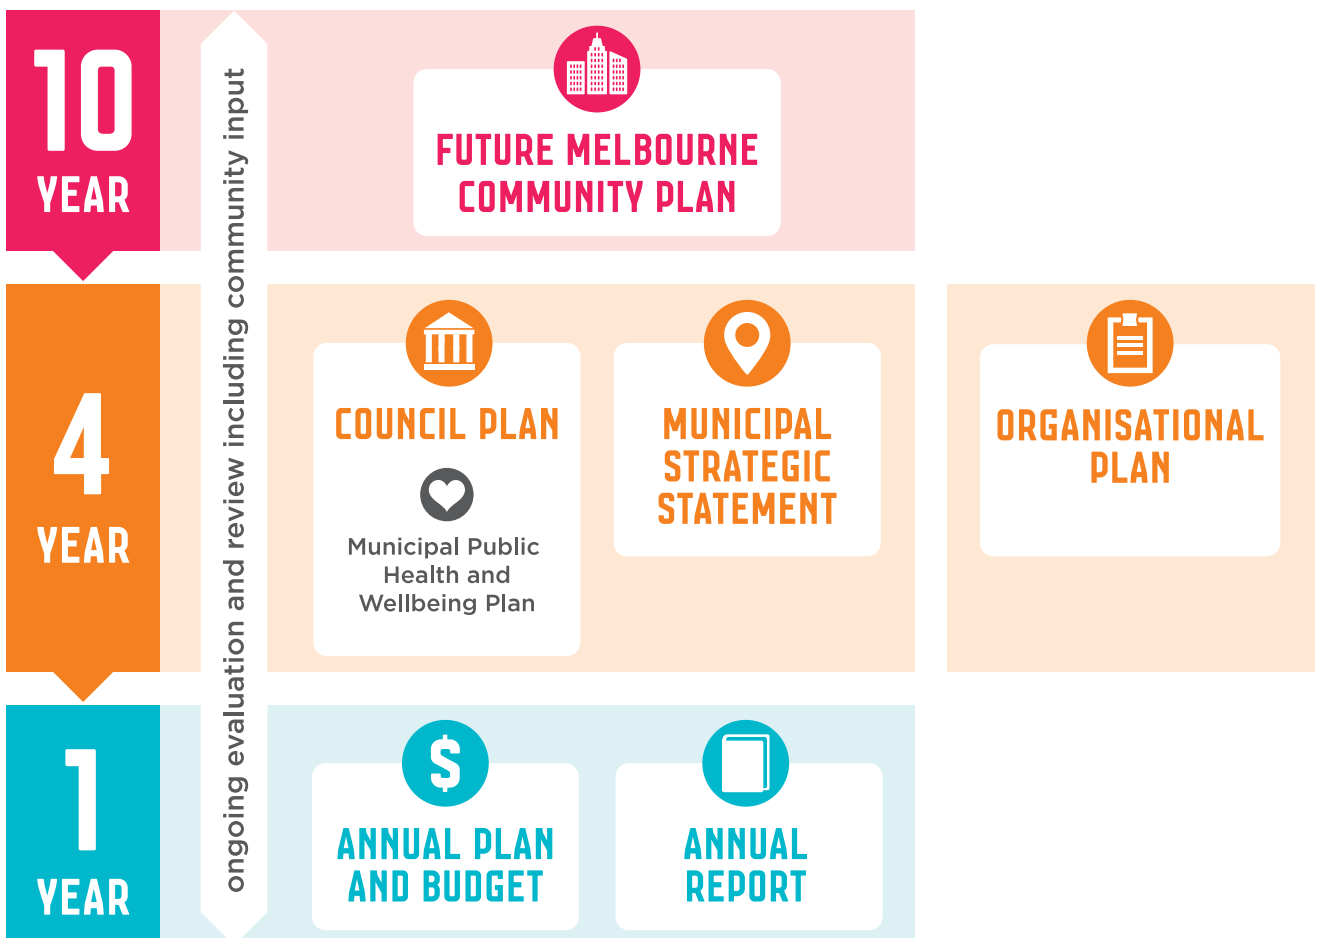 10
YEAR
ongoing evaluation and review including community input
FUTURE MELBOURNE
COMMUNITY PLAN
4
YEAR
COUNCIL PLAN
Municipal Public
Health and
Wellbeing Plan
MUNICIPAL
STRATEGIC
STATEMENT
ORGANISATIONAL
PLAN
1
YEAR
$
ANNUAL PLAN
AND BUDGET
ANNUAL
REPORT